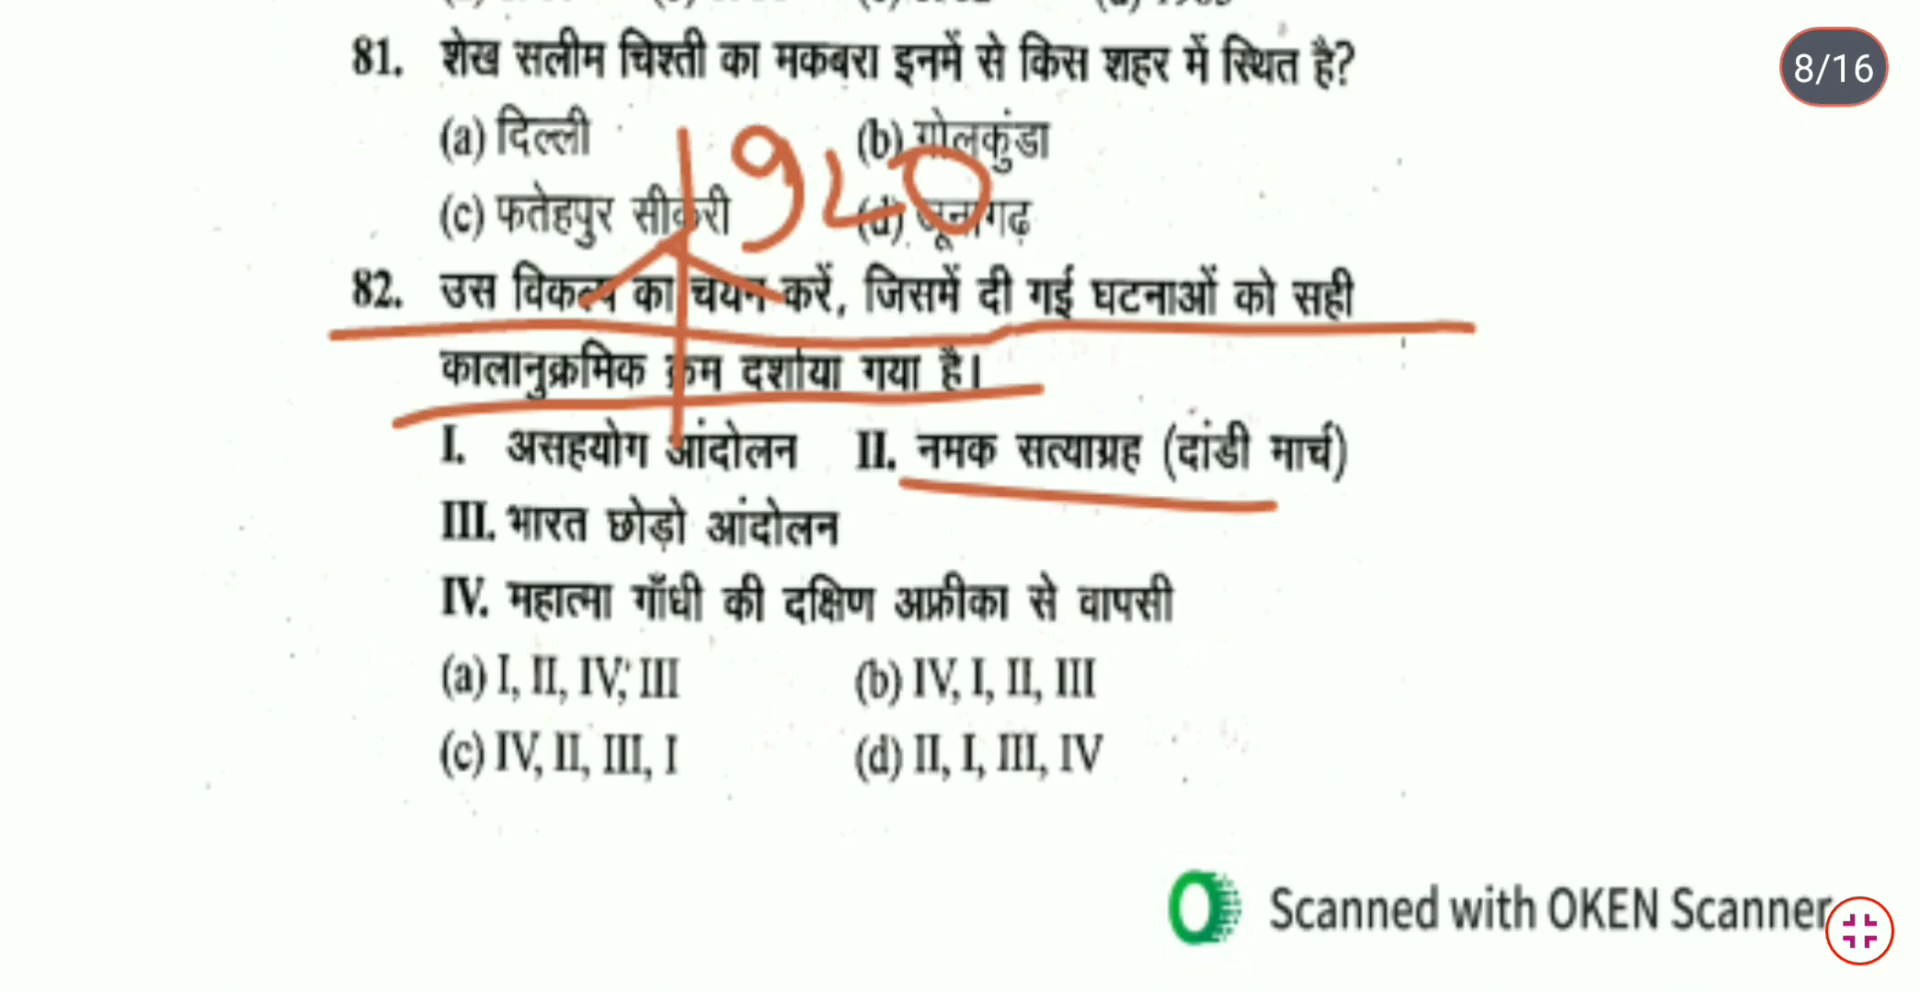 81. शेख सलीम चिश्ती का मकबरा इनमें से किस शहर में स्थित है?
8/16
(a) दिल्ली (b) गोलकुंडा
1920
(c) फतेहपुर सीकरी (d) जूनागढ़
82. उस विकल्प का चयन करें, जिसमें दी गई घटनाओं को सही
कालानुक्रमिक क्रम दर्शाया गया है।
I. असहयोग आंदोलन II. नमक सत्याग्रह (दांडी मार्च)
III. भारत छोड़ो आंदोलन
IV. महात्मा गाँधी की दक्षिण अफ्रीका से वापसी
(a) I, II, IV, III (b) IV, I, II, III
(c) IV, II, III, I (d) II, I, III, IV
Scanned with OKEN Scanner